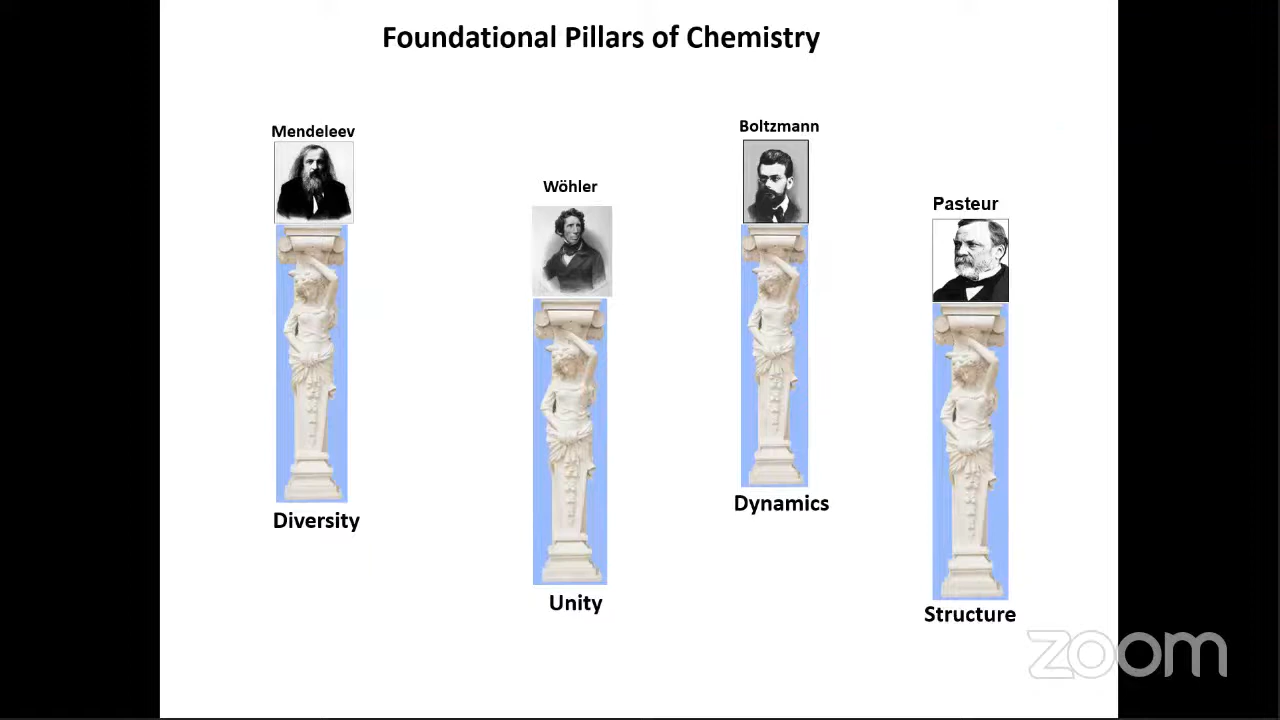 Foundational Pillars of Chemistry
Mendeleev
Wöhler
Boltzmann
Pasteur
Diversity
Unity
Dynamics
Structure
zoom